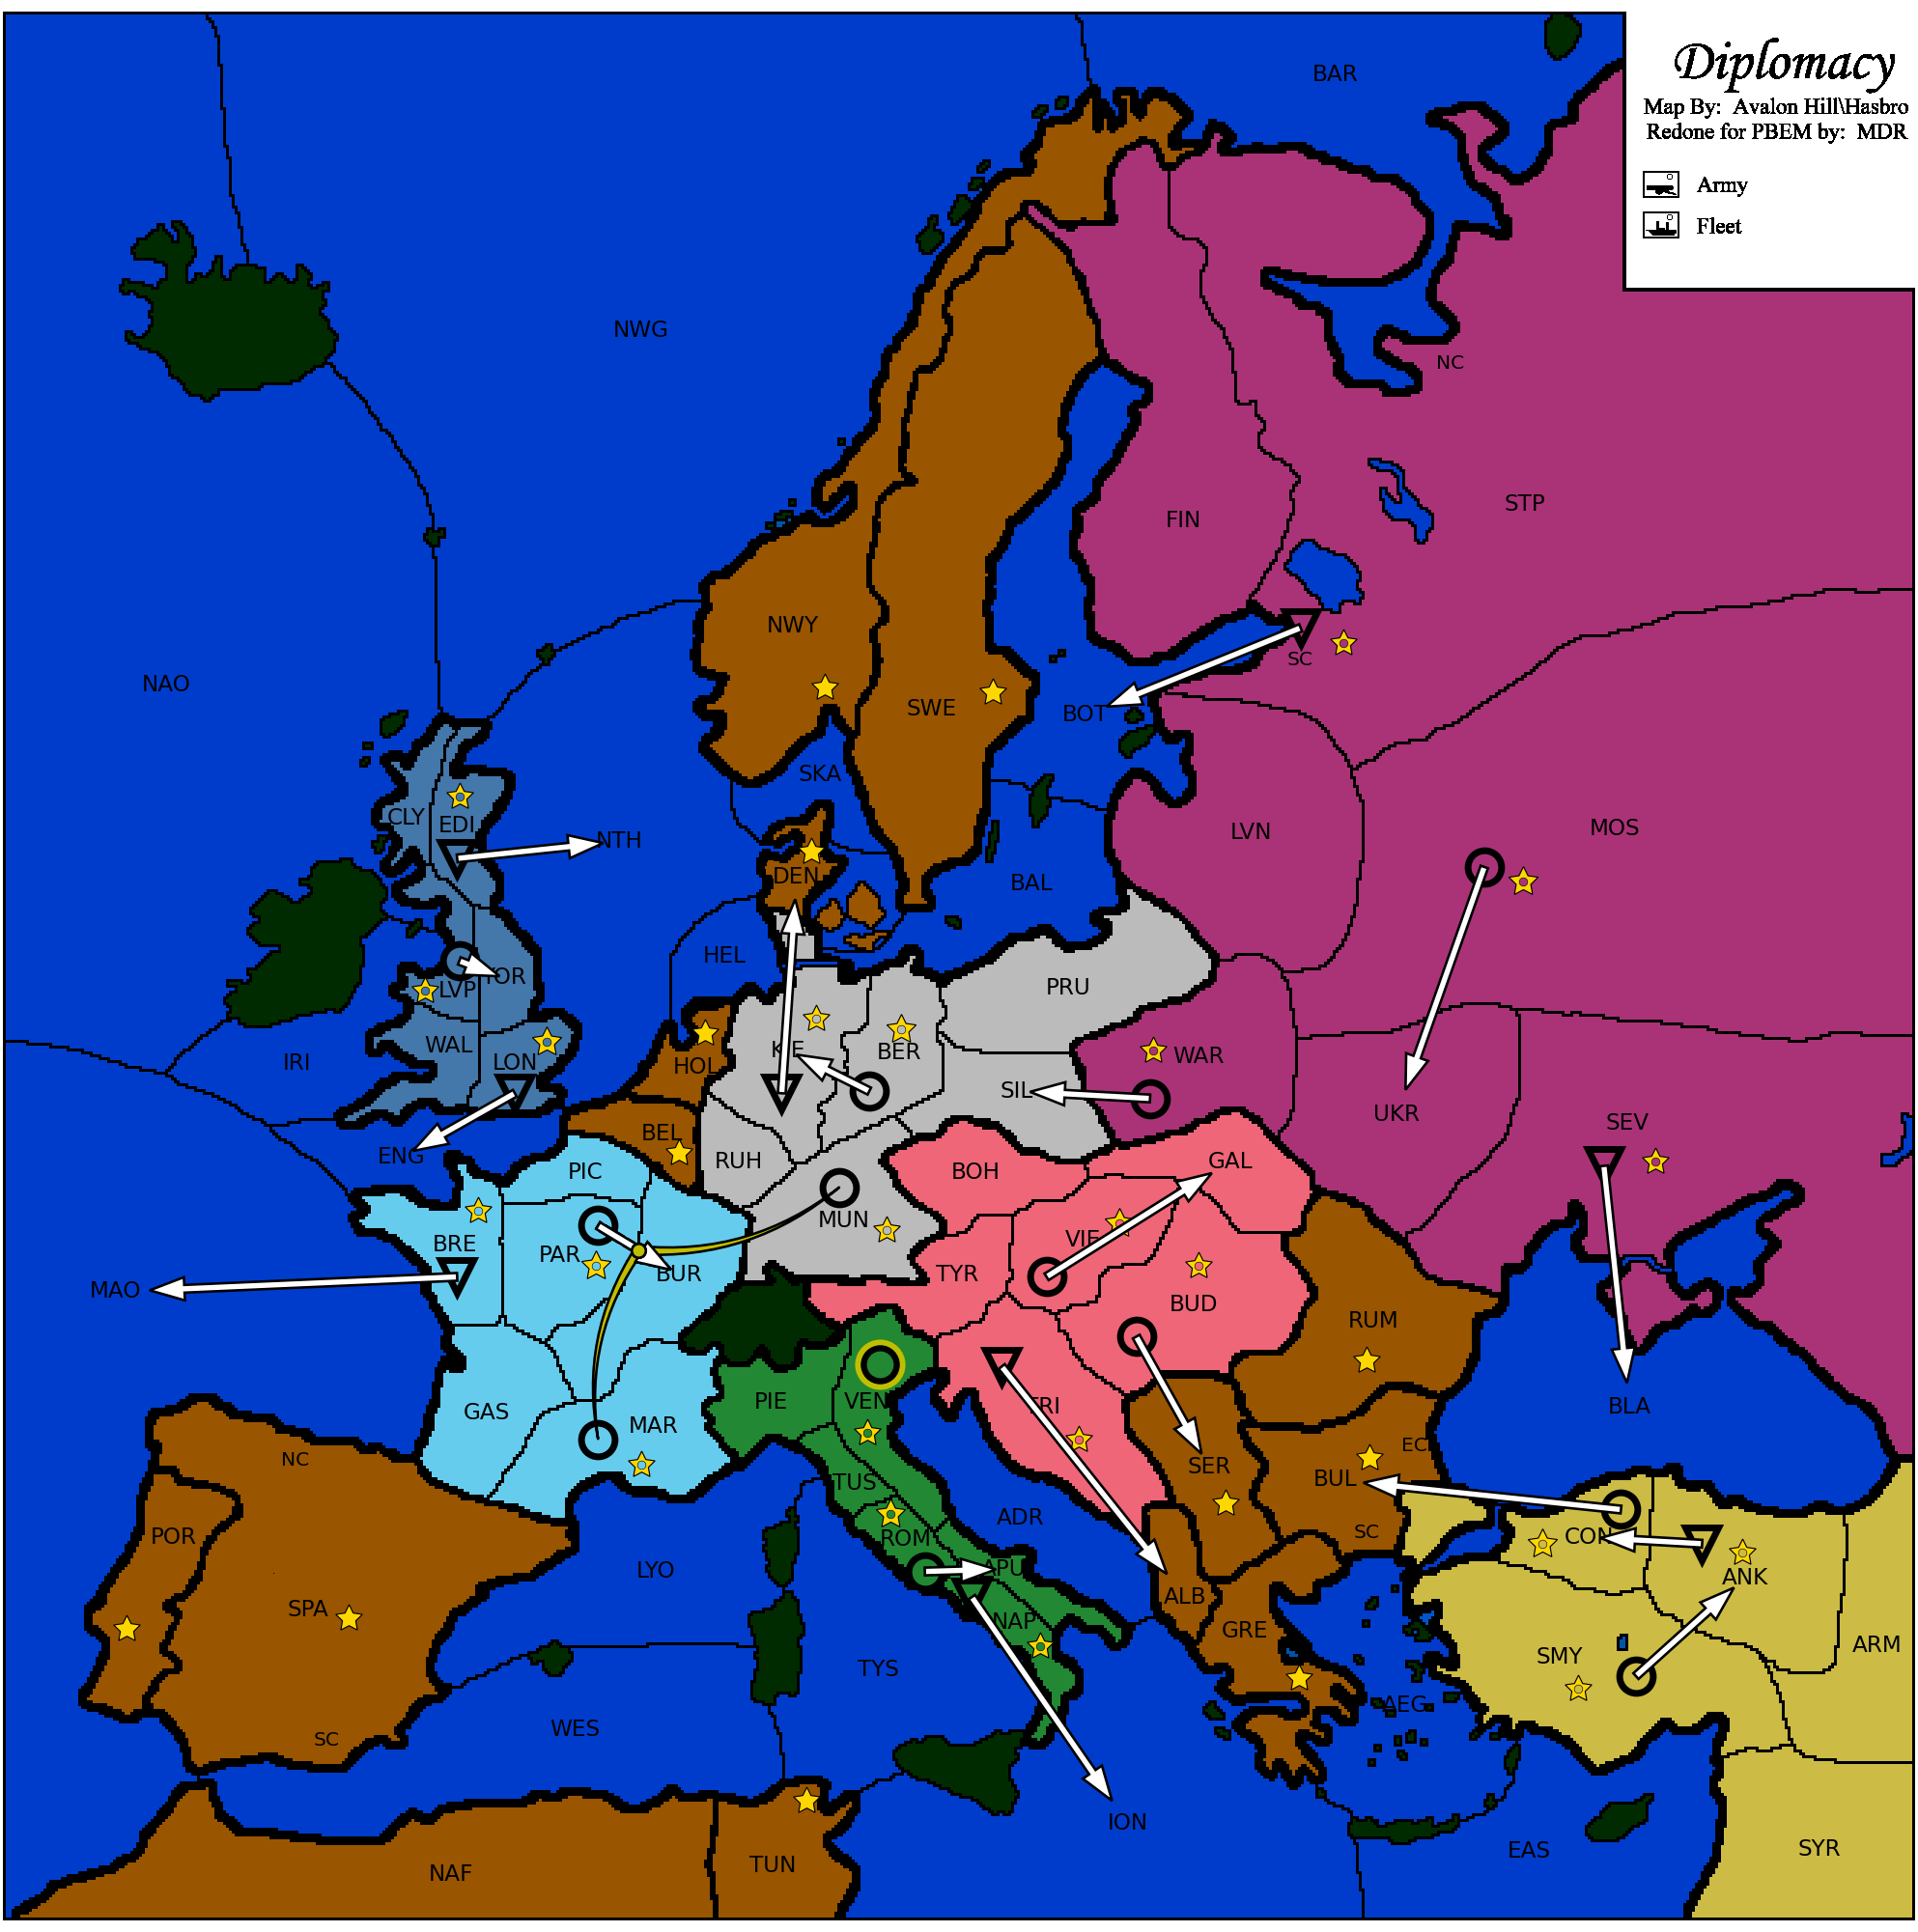 Diplomacy
Map By: Avalon Hill\Hasbro
Redone for PBEM by: MDR
Army
Fleet
BAR
NWG
NC
STP
FIN
NWY
NAO
SC
SWE
BOT
SKA
CLY
EDI
NTH
LVN
MOS
DEN
BAL
HEL
YOR
LVP
PRU
WAL
LON
IRI
HOL
KIE
BER
WAR
SIL
UKR
SEV
BEL
ENG
PIC
RUH
BOH
GAL
MUN
BRE
PAR
VIE
BUR
TYR
MAO
BUD
RUM
PIE
VEN
TRI
BLA
GAS
MAR
EC
NC
SER
BUL
TUS
ADR
SC
POR
ROM
CON
LYO
APU
ANK
SPA
ALB
NAP
GRE
ARM
SMY
TYS
AEG
WES
SC
ION
EAS
SYR
TUN
NAF